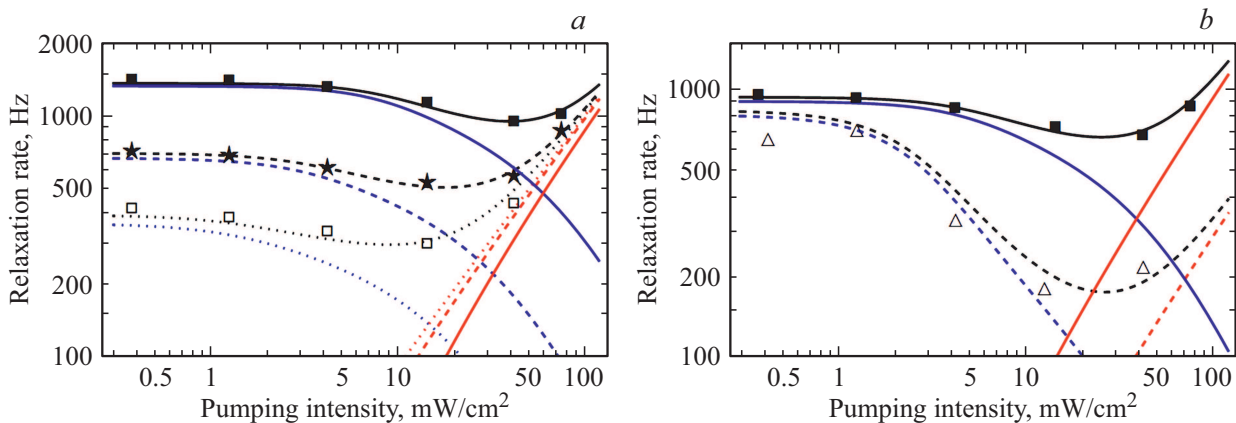 a
2000
1000
500
200
100
Relaxation rate, Hz
0.5 1 5 10 50 100
Pumping intensity, mW/cm2
b
1000
500
200
100
Relaxation rate, Hz
0.5 1 5 10 50 100
Pumping intensity, mW/cm2